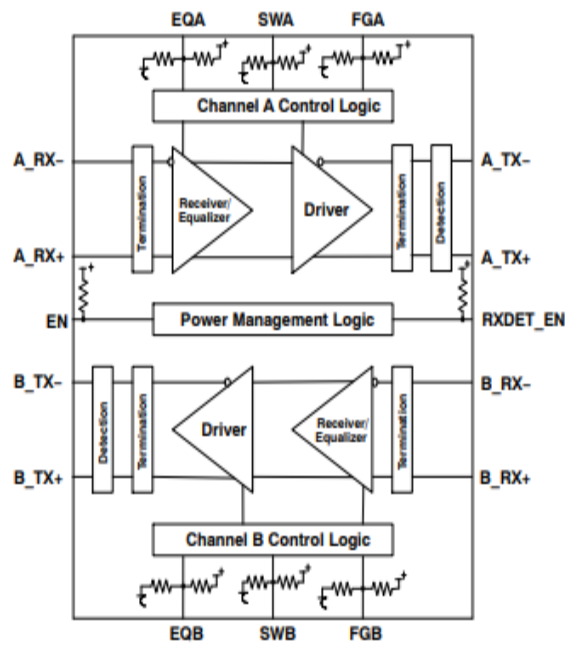 EQA SWA FGA
Channel A Control Logic
A_RX− A_TX−
Termination
Receiver/
Equalizer
Driver
Termination
Detection
A_RX+ A_TX+
EN Power Management Logic RXDET_EN
B_TX− B_RX−
Detection
Termination
Driver
Receiver/
Equalizer
Termination
B_TX+ B_RX+
Channel B Control Logic
EQB SWB FGB